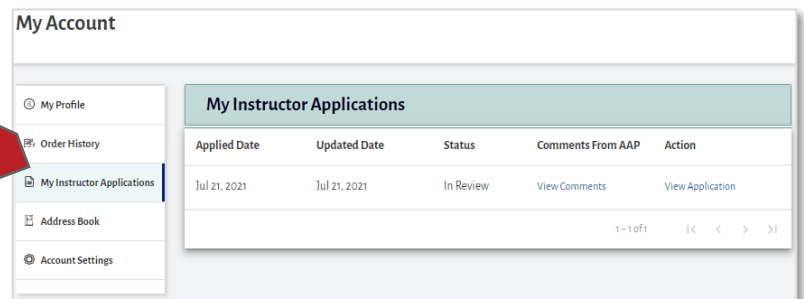 My Account
My Profile
Order History
My Instructor Applications
Address Book
Account Settings
My Instructor Applications
Applied Date Updated Date Status Comments From AAP Action
Jul 21, 2021 Jul 21, 2021 In Review View Comments View Application
1–1 of 1